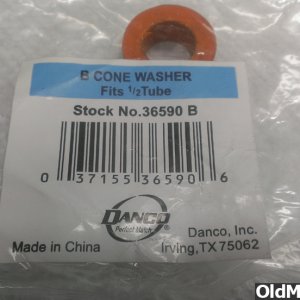 B CONE WASHER
Fits 1/2Tube
Stock No.36590 B
0 37155 36590 6
DANCO
Perfect Match
Danco, Inc.
Made in China
Irving,TX 75062
OldM